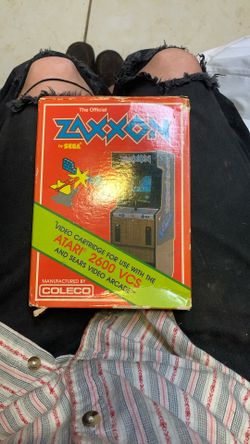 The Official
ZAXXON
by SEGA
ZAXXON
VIDEO CARTRIDGE FOR USE WITH THE
ATARI 2600 VCS
AND SEARS VIDEO ARCADE
MANUFACTURED BY
COLECO